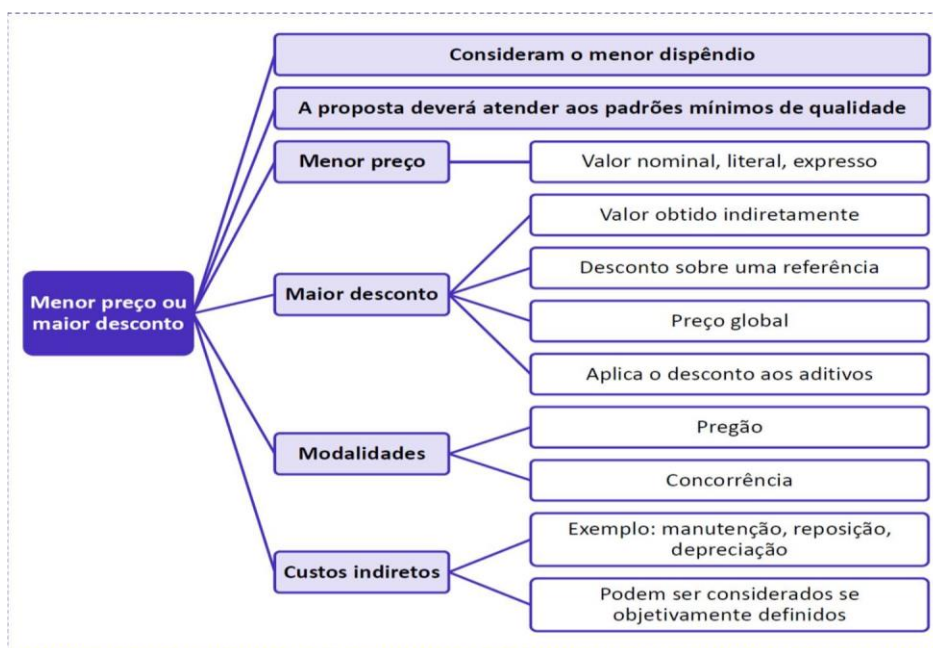 Consideram o menor dispêndio
A proposta deverá atender aos padrões mínimos de qualidade
Menor preço
Valor nominal, literal, expresso
Valor obtido indiretamente
Desconto sobre uma referência
Menor preço ou
maior desconto
Maior desconto
Preço global
Aplica o desconto aos aditivos
Modalidades
Pregão
Concorrência
Custos indiretos
Exemplo: manutenção, reposição,
depreciação
Podem ser considerados se
objetivamente definidos